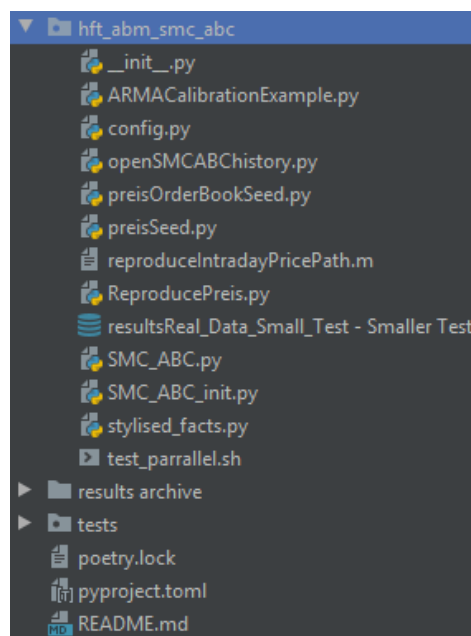 hft_abm_smc_abc
__init__.py
ARMACalibrationExample.py
config.py
openSMCABChistory.py
preisOrderBookSeed.py
preisSeed.py
reproduceIntradayPricePath.m
ReproducePreis.py
resultsReal_Data_Small_Test - Smaller Test
SMC_ABC.py
SMC_ABC_init.py
stylised_facts.py
test_parrallel.sh
results archive
tests
poetry.lock
pyproject.toml
MD README.md